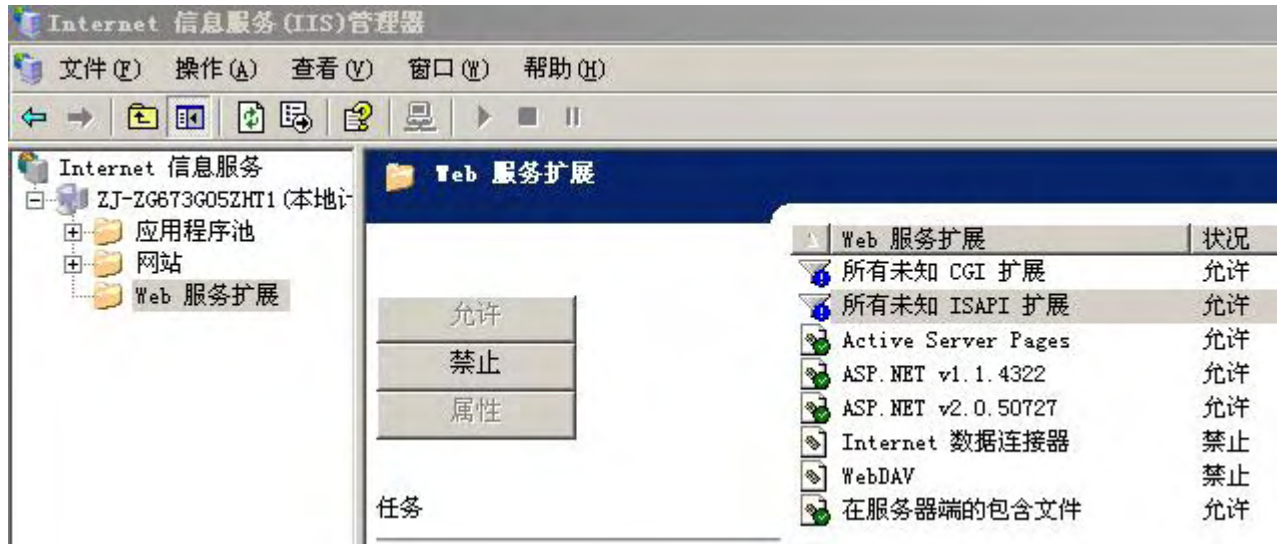 Internet 信息服务(IIS)管理器
文件(F) 操作(A) 查看(V) 窗口(W) 帮助(H)
Internet 信息服务
ZJ-ZG673G05ZHT1(本地计
应用程序池
网站
Web 服务扩展
Web 服务扩展
允许
禁止
属性
任务
Web 服务扩展 状况
所有未知 CGI 扩展 允许
所有未知 ISAPI 扩展 允许
Active Server Pages 允许
ASP.NET v1.1.4322 允许
ASP.NET v2.0.50727 允许
Internet 数据连接器 禁止
WebDAV 禁止
在服务器端的包含文件 允许